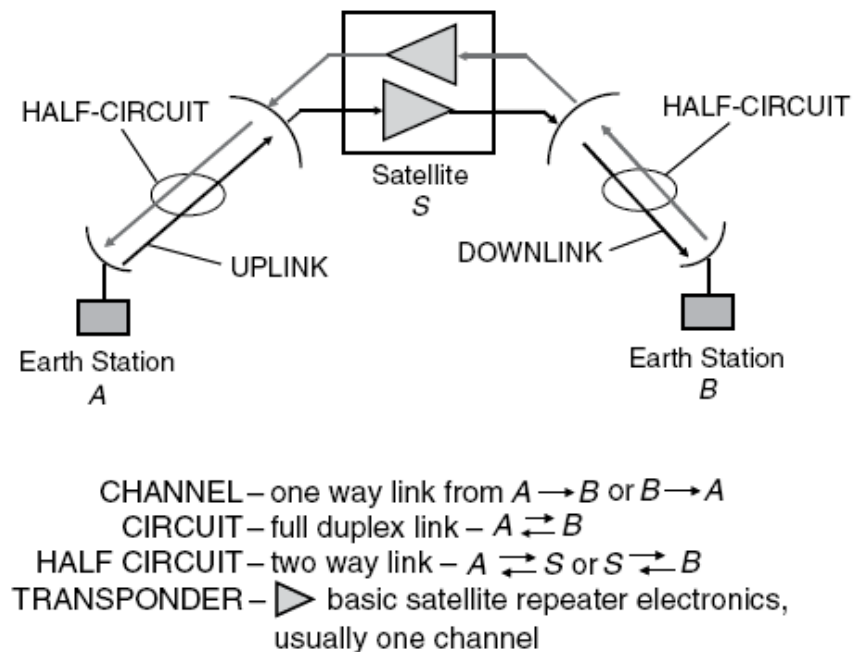 HALF-CIRCUIT
HALF-CIRCUIT
Satellite
S
UPLINK
DOWNLINK
Earth Station
A
Earth Station
B
CHANNEL – one way link from A → B or B → A
CIRCUIT – full duplex link – A ⇄ B
HALF CIRCUIT – two way link – A ⇄ S or S ⇄ B
TRANSPONDER – ▷ basic satellite repeater electronics,
usually one channel